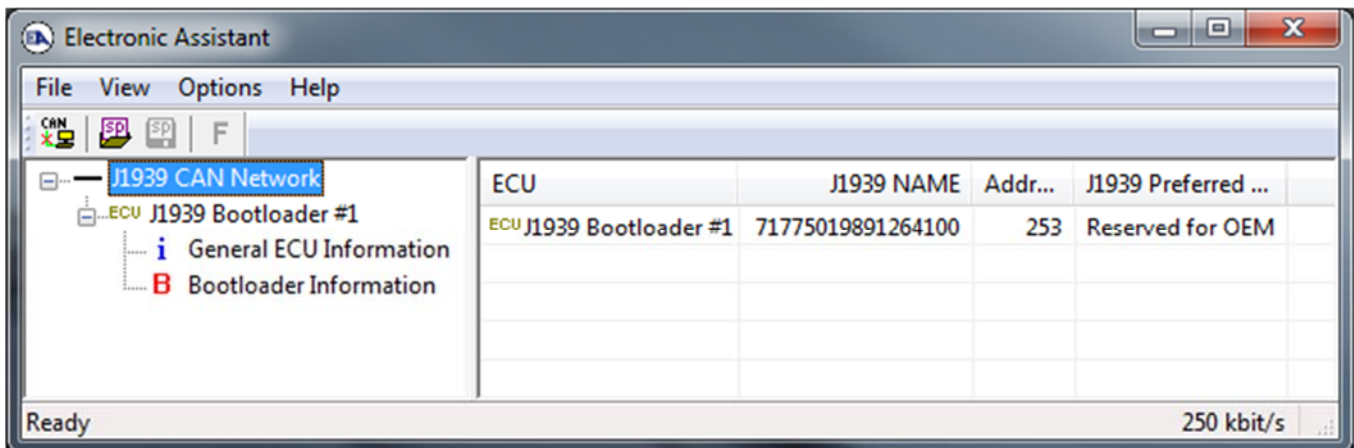 EA Electronic Assistant
File View Options Help
CAN SP SP F
J1939 CAN Network
ECU J1939 Bootloader #1
i General ECU Information
B Bootloader Information
ECU J1939 NAME Addr... J1939 Preferred ...
ECU J1939 Bootloader #1 71775019891264100 253 Reserved for OEM
Ready 250 kbit/s